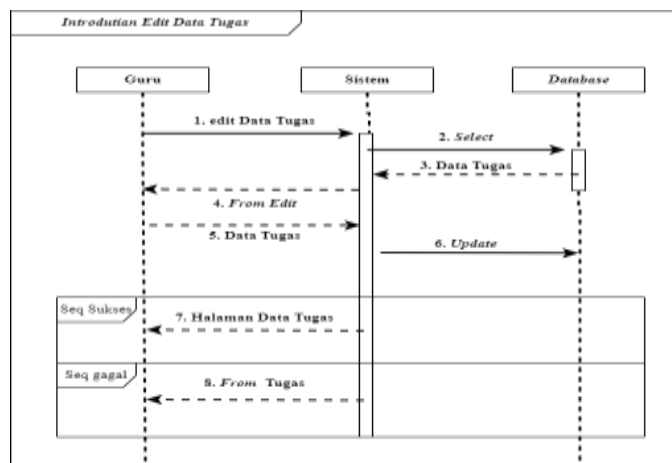 Introdutian Edit Data Tugas
Guru
Sistem
Database
1. edit Data Tugas
2. Select
3. Data Tugas
4. From Edit
5. Data Tugas
6. Update
Seq Sukses
7. Halaman Data Tugas
Seq gagal
8. From Tugas